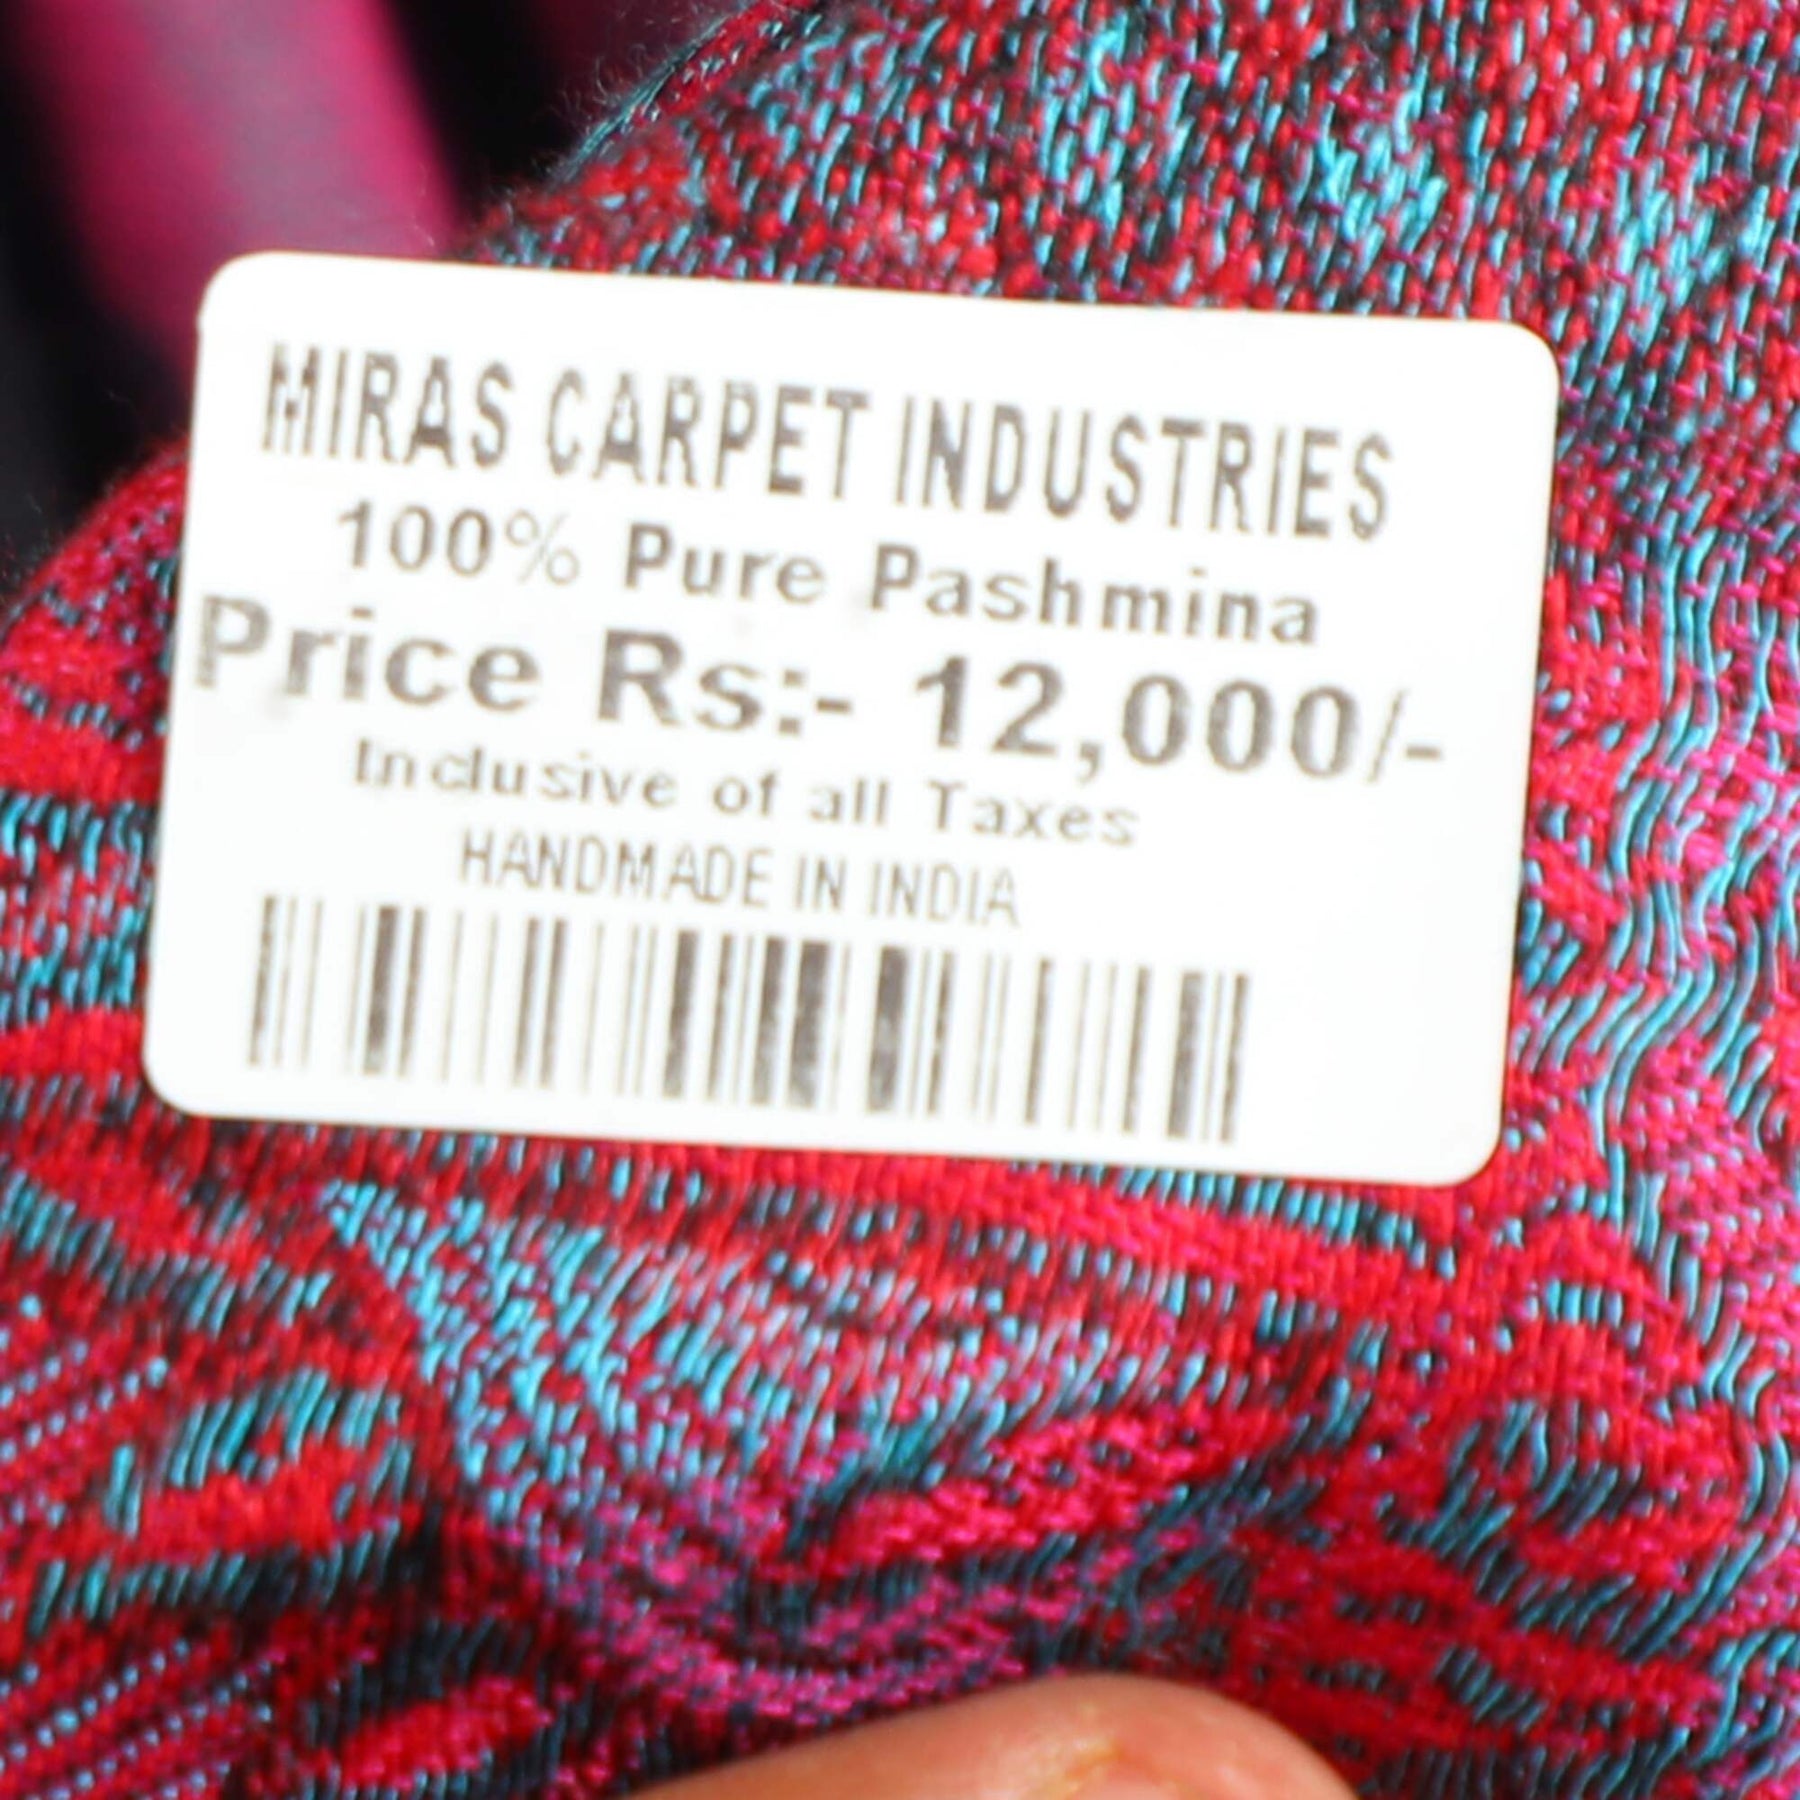 MIRAS CARPET INDUSTRIES
100% Pure Pashmina
Price Rs:- 12,000/-
Inclusive of all Taxes
HANDMADE IN INDIA